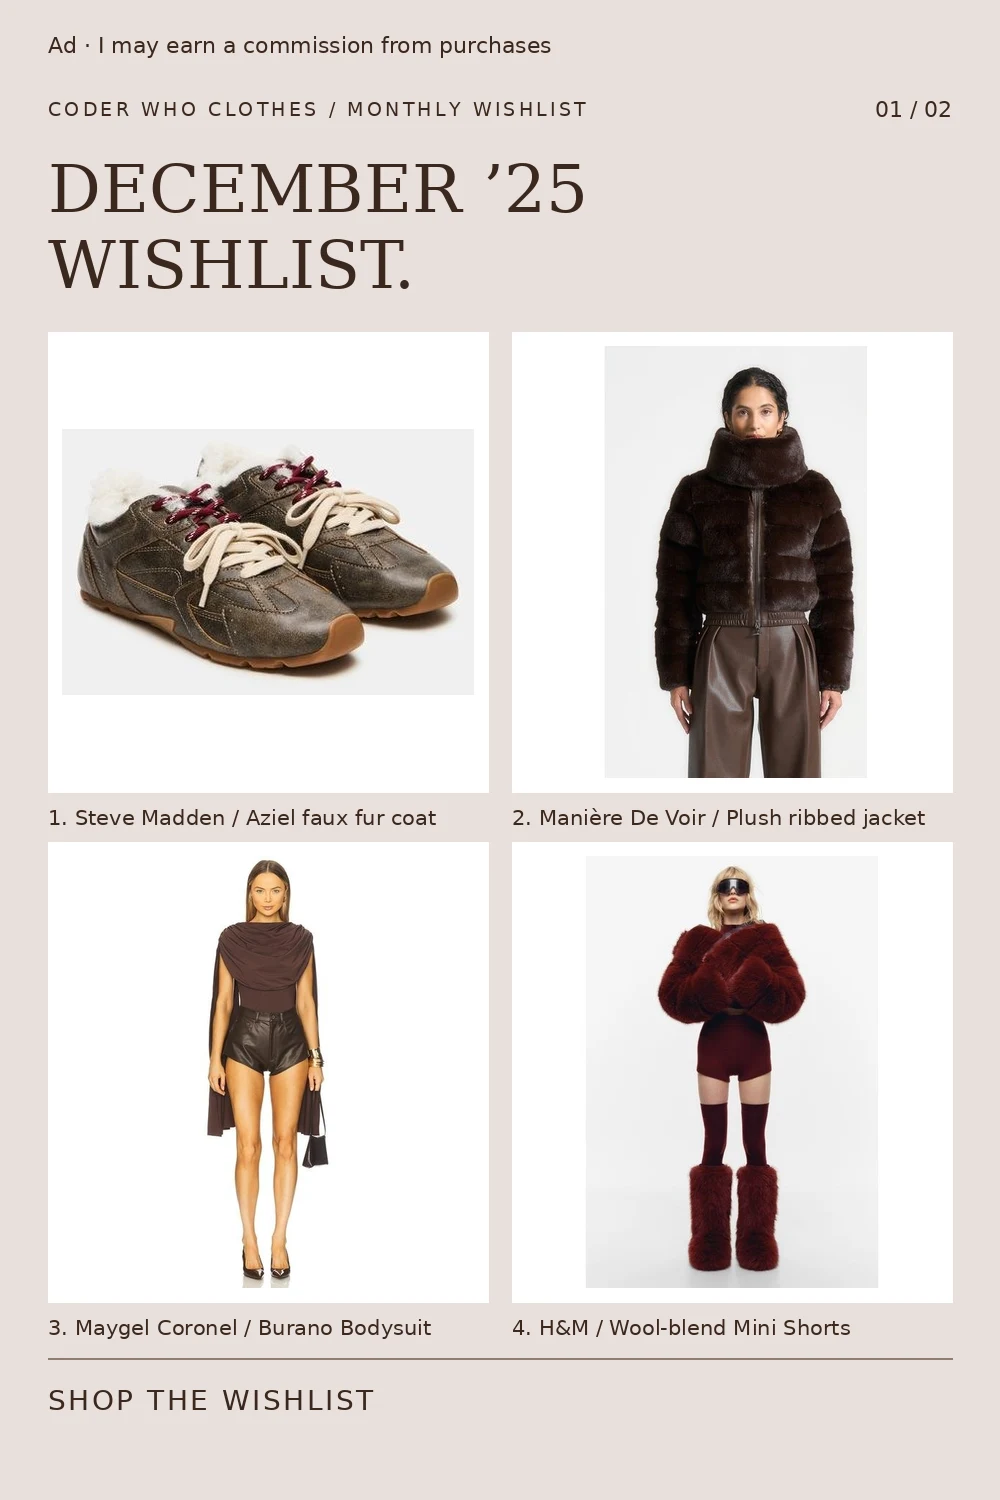 Ad · I may earn a commission from purchases
CODER WHO CLOTHES / MONTHLY WISHLIST
01 / 02
DECEMBER ’25
WISHLIST.
1. Steve Madden / Aziel faux fur coat
2. Manière De Voir / Plush ribbed jacket
3. Maygel Coronel / Burano Bodysuit
4. H&M / Wool-blend Mini Shorts
SHOP THE WISHLIST